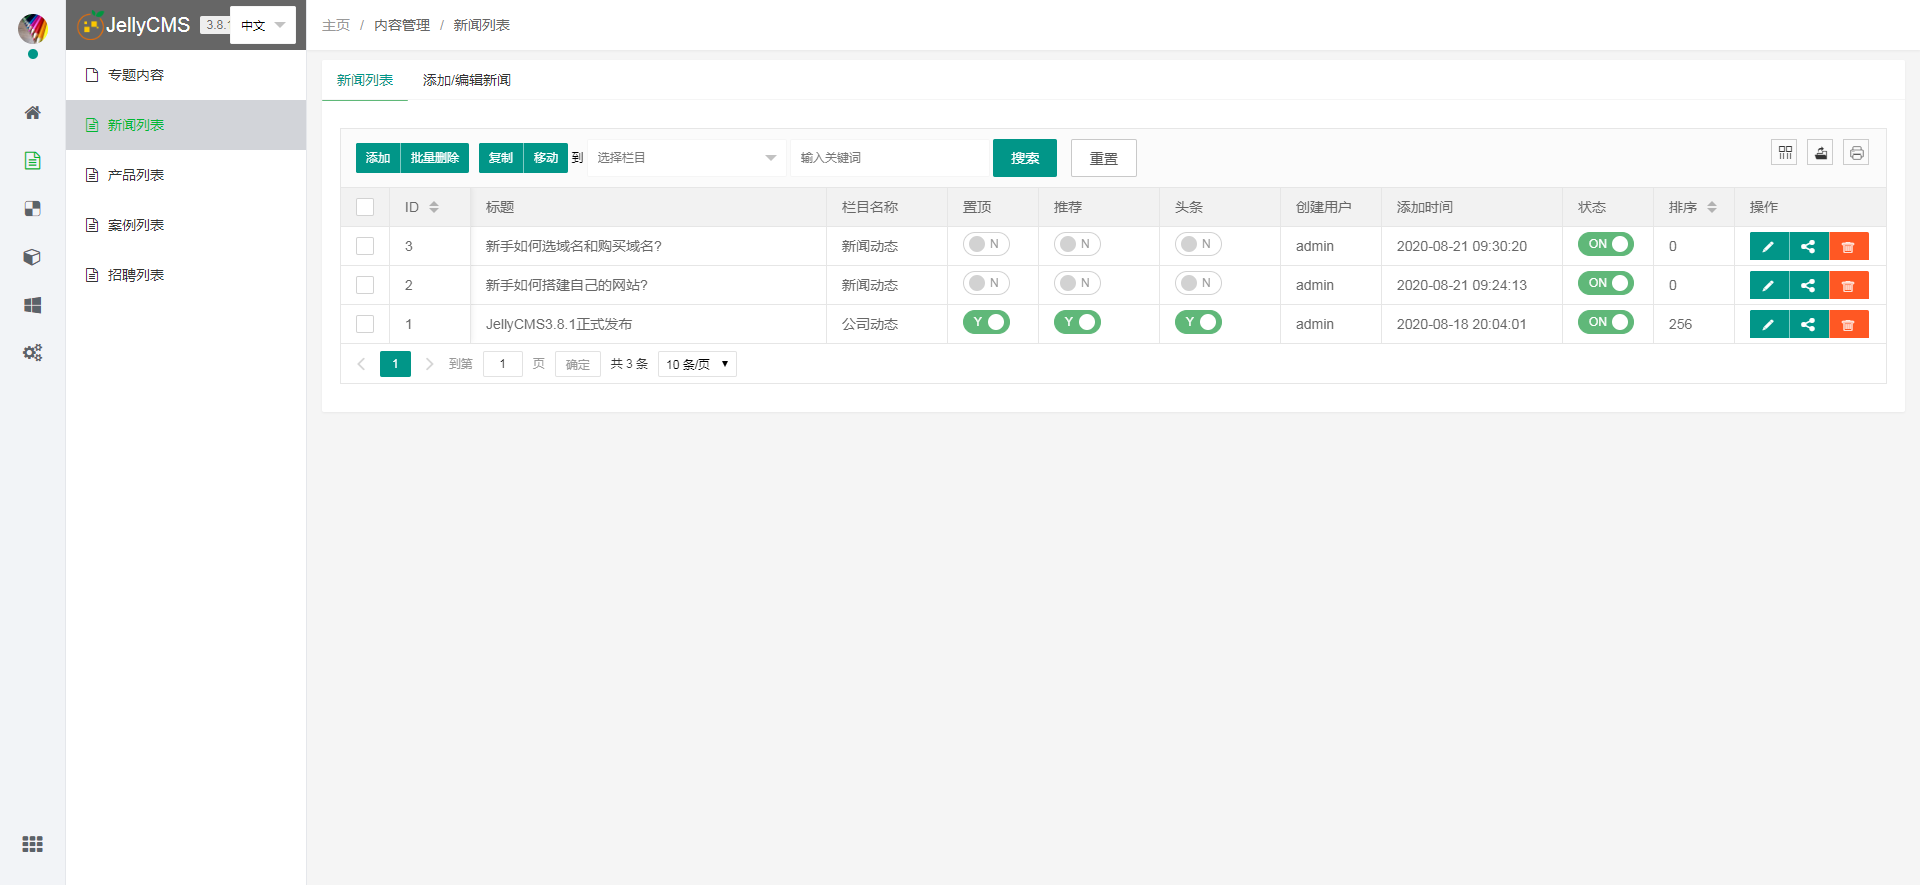 JellyCMS 3.8.1 中文
主页 / 内容管理 / 新闻列表
专题内容
新闻列表
产品列表
案例列表
招聘列表
新闻列表 添加/编辑新闻
添加 批量删除 复制 移动 到 选择栏目 输入关键词 搜索 重置
ID 标题 栏目名称 置顶 推荐 头条 创建用户 添加时间 状态 排序 操作
3 新手如何选域名和购买域名? 新闻动态 N N N admin 2020-08-21 09:30:20 ON 0
2 新手如何搭建自己的网站? 新闻动态 N N N admin 2020-08-21 09:24:13 ON 0
1 JellyCMS3.8.1正式发布 公司动态 Y Y Y admin 2020-08-18 20:04:01 ON 256
1 到第 1 页 确定 共 3 条 10 条/页